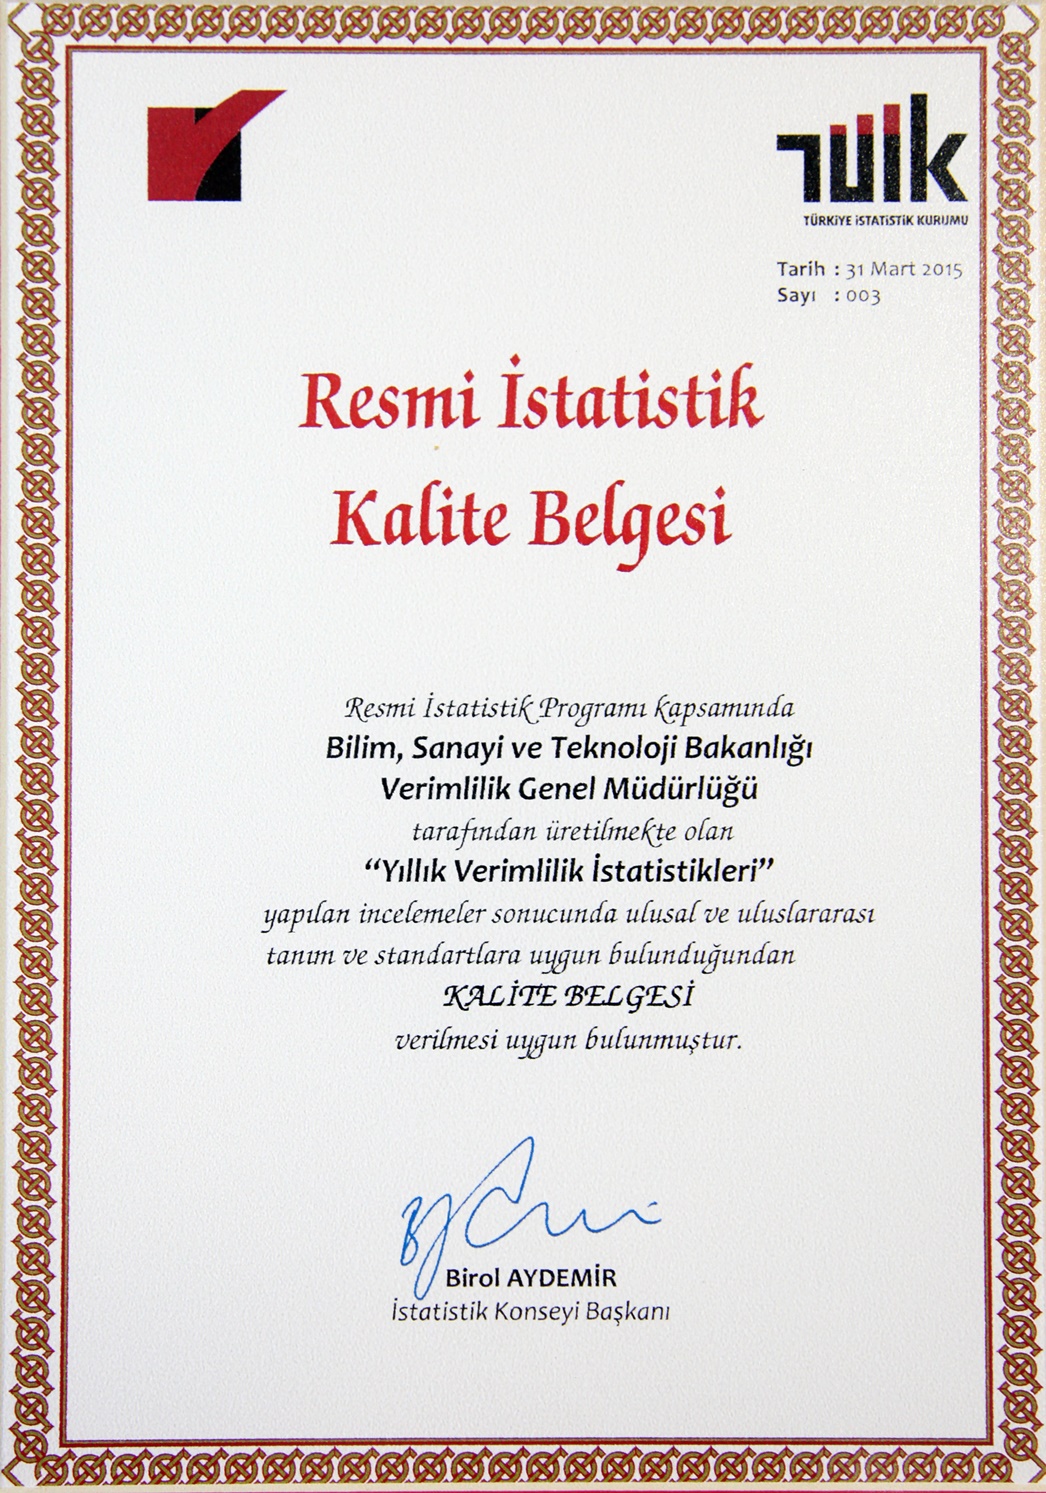 TÜİK
TÜRKİYE İSTATİSTİK KURUMU
Tarih : 31 Mart 2015
Sayı : 003
Resmi İstatistik
Kalite Belgesi
Resmi İstatistik Programı kapsamında
Bilim, Sanayi ve Teknoloji Bakanlığı
Verimlilik Genel Müdürlüğü
tarafından üretilmekte olan
“Yıllık Verimlilik İstatistikleri”
yapılan incelemeler sonucunda ulusal ve uluslararası
tanım ve standartlara uygun bulunduğundan
KALİTE BELGESİ
verilmesi uygun bulunmuştur.
Birol AYDEMİR
İstatistik Konseyi Başkanı